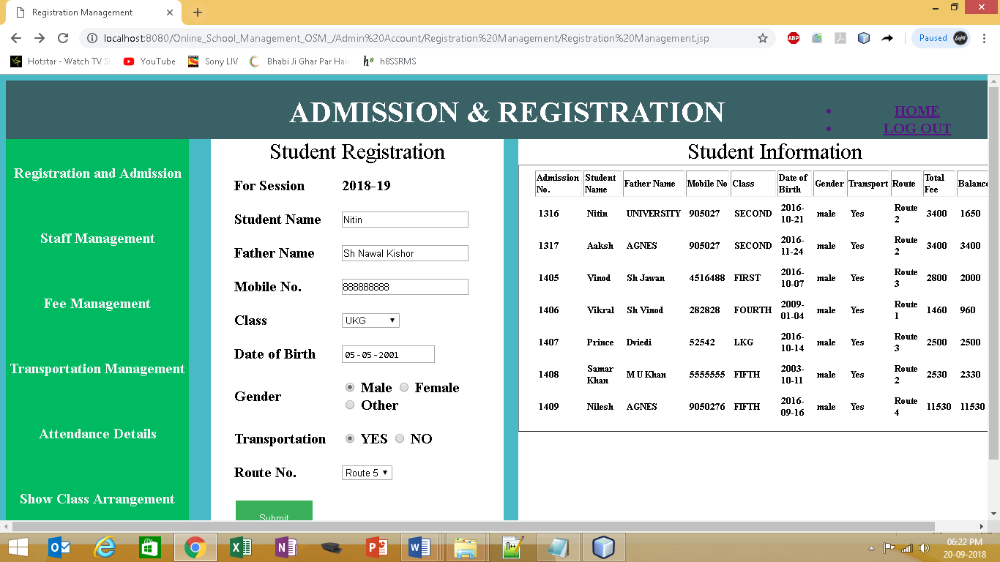 Registration Management
localhost:8080/Online_School_Management_OSM_/Admin%20Account/Registration%20Management/Registration%20Management.jsp
ABP
Paused
Hotstar - Watch TV S
YouTube
Sony LIV
Bhabi Ji Ghar Par Hain
h8SSRMS
ADMISSION & REGISTRATION
HOME
LOG OUT
Registration and Admission
Staff Management
Fee Management
Transportation Management
Attendance Details
Show Class Arrangement
Student Registration
For Session 2018-19
Student Name Nitin
Father Name Sh Nawal Kishor
Mobile No. 888888888
Class UKG
Date of Birth 05-05-2001
Gender Male Female
Other
Transportation YES NO
Route No. Route 5
Submit
Student Information
Admission No. Student Name Father Name Mobile No Class Date of Birth Gender Transport Route Total Fee Balance
1316 Nitin UNIVERSITY 905027 SECOND 2016-10-21 male Yes Route 2 3400 1650
1317 Aaksh AGNES 905027 SECOND 2016-11-24 male Yes Route 2 3400 3400
1405 Vinod Sh Jawan 4516488 FIRST 2016-10-07 male Yes Route 3 2800 2000
1406 Vikral Sh Vinod 282828 FOURTH 2009-01-04 male Yes Route 1 1460 960
1407 Prince Dviedi 52542 LKG 2016-10-14 male Yes Route 3 2500 2500
1408 Samar Khan M U Khan 5555555 FIFTH 2003-10-11 male Yes Route 2 2530 2330
1409 Nilesh AGNES 9050276 FIFTH 2016-09-16 male Yes Route 4 11530 11530
06:22 PM
20-09-2018